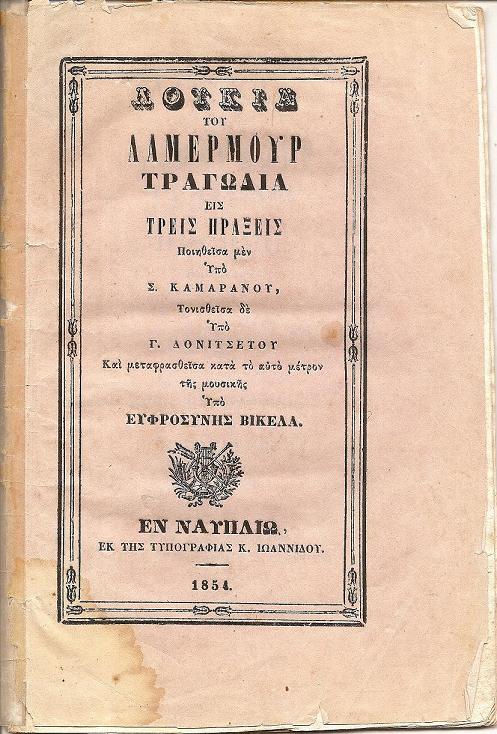 ΛΟΥΚΙΑ
ΤΟΥ
ΛΑΜΕΡΜΟΥΡ
ΤΡΑΓΩΔΙΑ
ΕΙΣ
ΤΡΕΙΣ ΠΡΑΞΕΙΣ
Ποιηθεῖσα μὲν
Ὑπὸ
Σ. ΚΑΜΑΡΑΝΟΥ,
Τονισθεῖσα δὲ
Ὑπὸ
Γ. ΔΟΝΙΤΣΕΤΟΥ
Καὶ μεταφρασθεῖσα κατὰ τὸ αὐτὸ μέτρον
τῆς μουσικῆς
Ὑπὸ
ΕΥΦΡΟΣΥΝΗΣ ΒΙΚΕΛΑ.
ΕΝ ΝΑΥΠΛΙΩ,
ΕΚ ΤΗΣ ΤΥΠΟΓΡΑΦΙΑΣ Κ. ΙΩΑΝΝΙΔΟΥ.
1854.